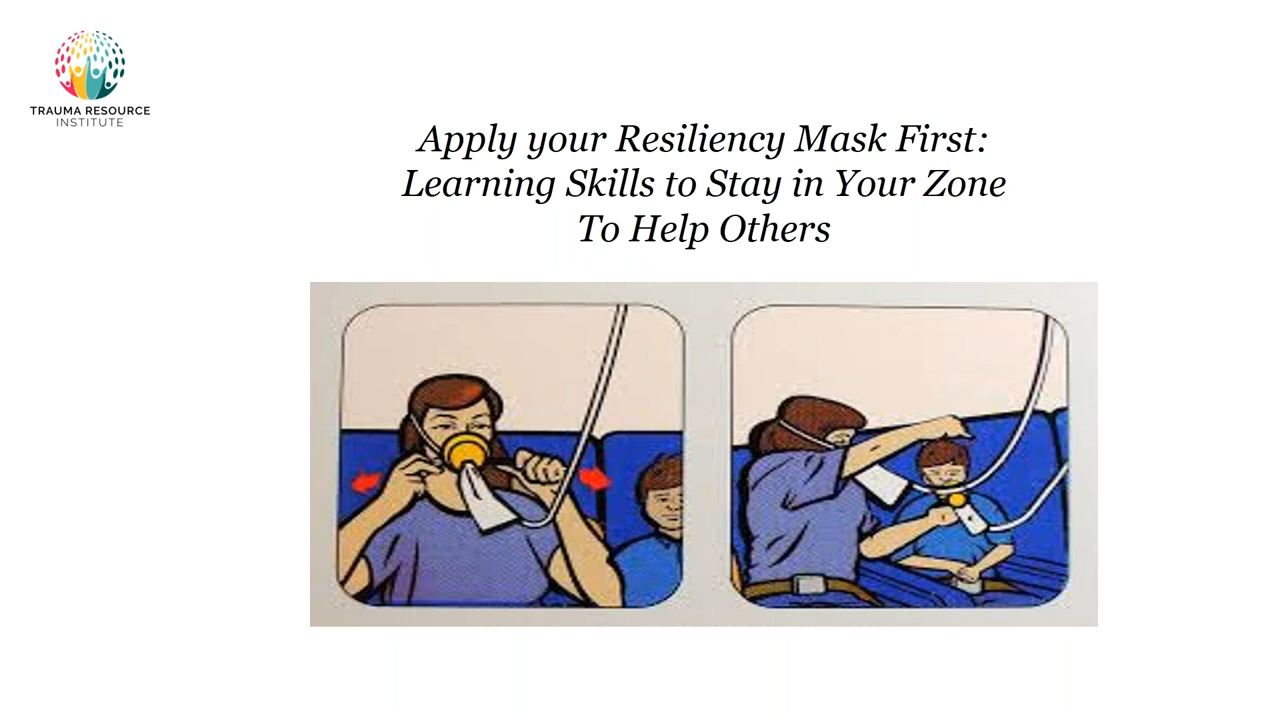 TRAUMA RESOURCE
INSTITUTE
Apply your Resiliency Mask First:
Learning Skills to Stay in Your Zone
To Help Others